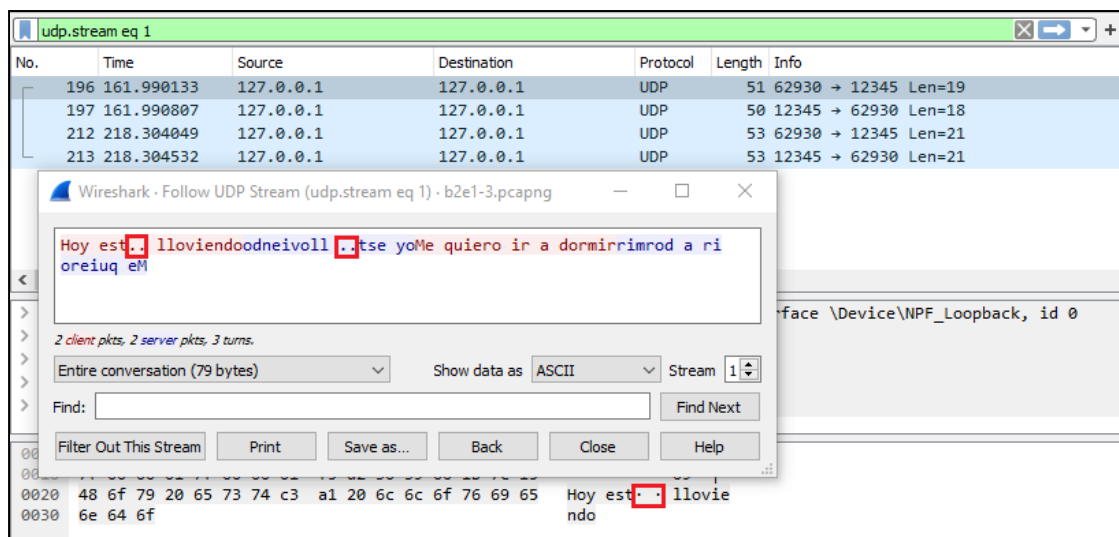 udp.stream eq 1
No. Time Source Destination Protocol Length Info
196 161.990133 127.0.0.1 127.0.0.1 UDP 51 62930 → 12345 Len=19
197 161.990807 127.0.0.1 127.0.0.1 UDP 50 12345 → 62930 Len=18
212 218.304049 127.0.0.1 127.0.0.1 UDP 53 62930 → 12345 Len=21
213 218.304532 127.0.0.1 127.0.0.1 UDP 53 12345 → 62930 Len=21
Wireshark · Follow UDP Stream (udp.stream eq 1) · b2e1-3.pcapng
Hoy est.. lloviendoodneivoll ..tse yoMe quiero ir a dormirrimrod a ri
oreiuq eM
rface \Device\NPF_Loopback, id 0
2 client pkts, 2 server pkts, 3 turns.
Entire conversation (79 bytes) Show data as ASCII Stream 1
Find: Find Next
Filter Out This Stream Print Save as... Back Close Help
0020 48 6f 79 20 65 73 74 c3 a1 20 6c 6c 6f 76 69 65 Hoy est·· llovie
0030 6e 64 6f ndo